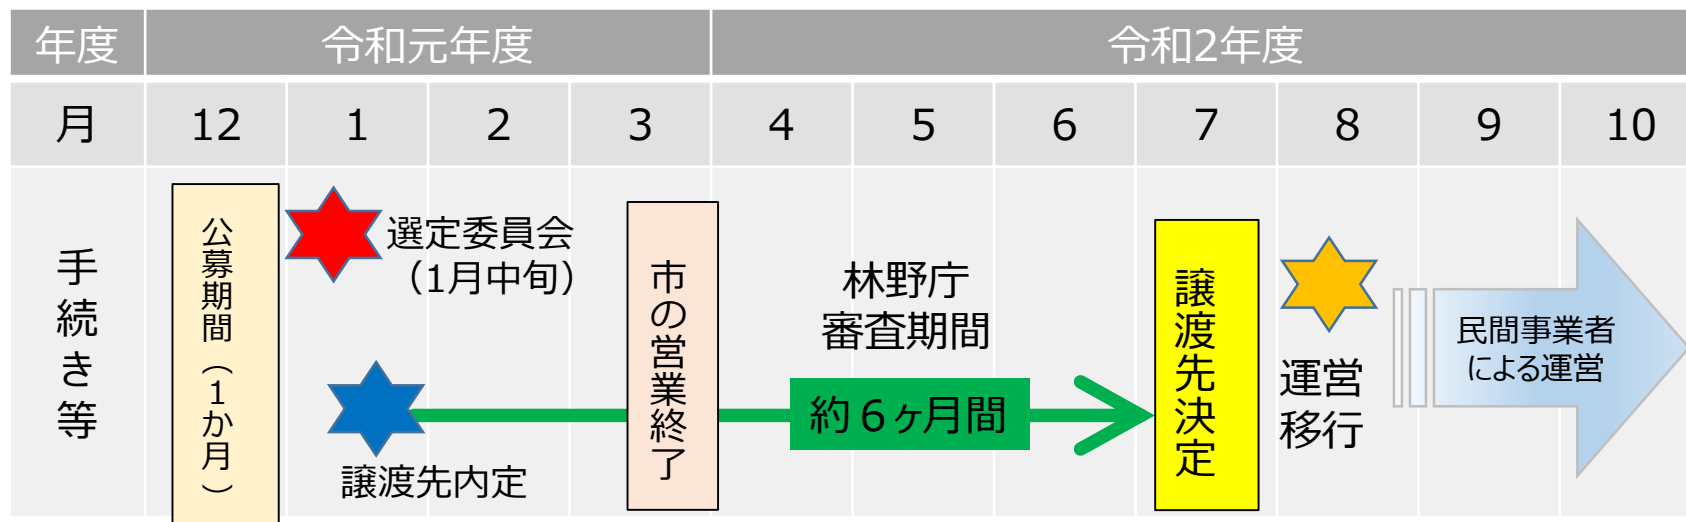 年度 令和元年度 令和2年度
月 12 1 2 3 4 5 6 7 8 9 10
手続き等
公募期間（1か月）
選定委員会
（1月中旬）
譲渡先内定
市の営業終了
林野庁
審査期間
約６ヶ月間
譲渡先決定
運営
移行
民間事業者
による運営